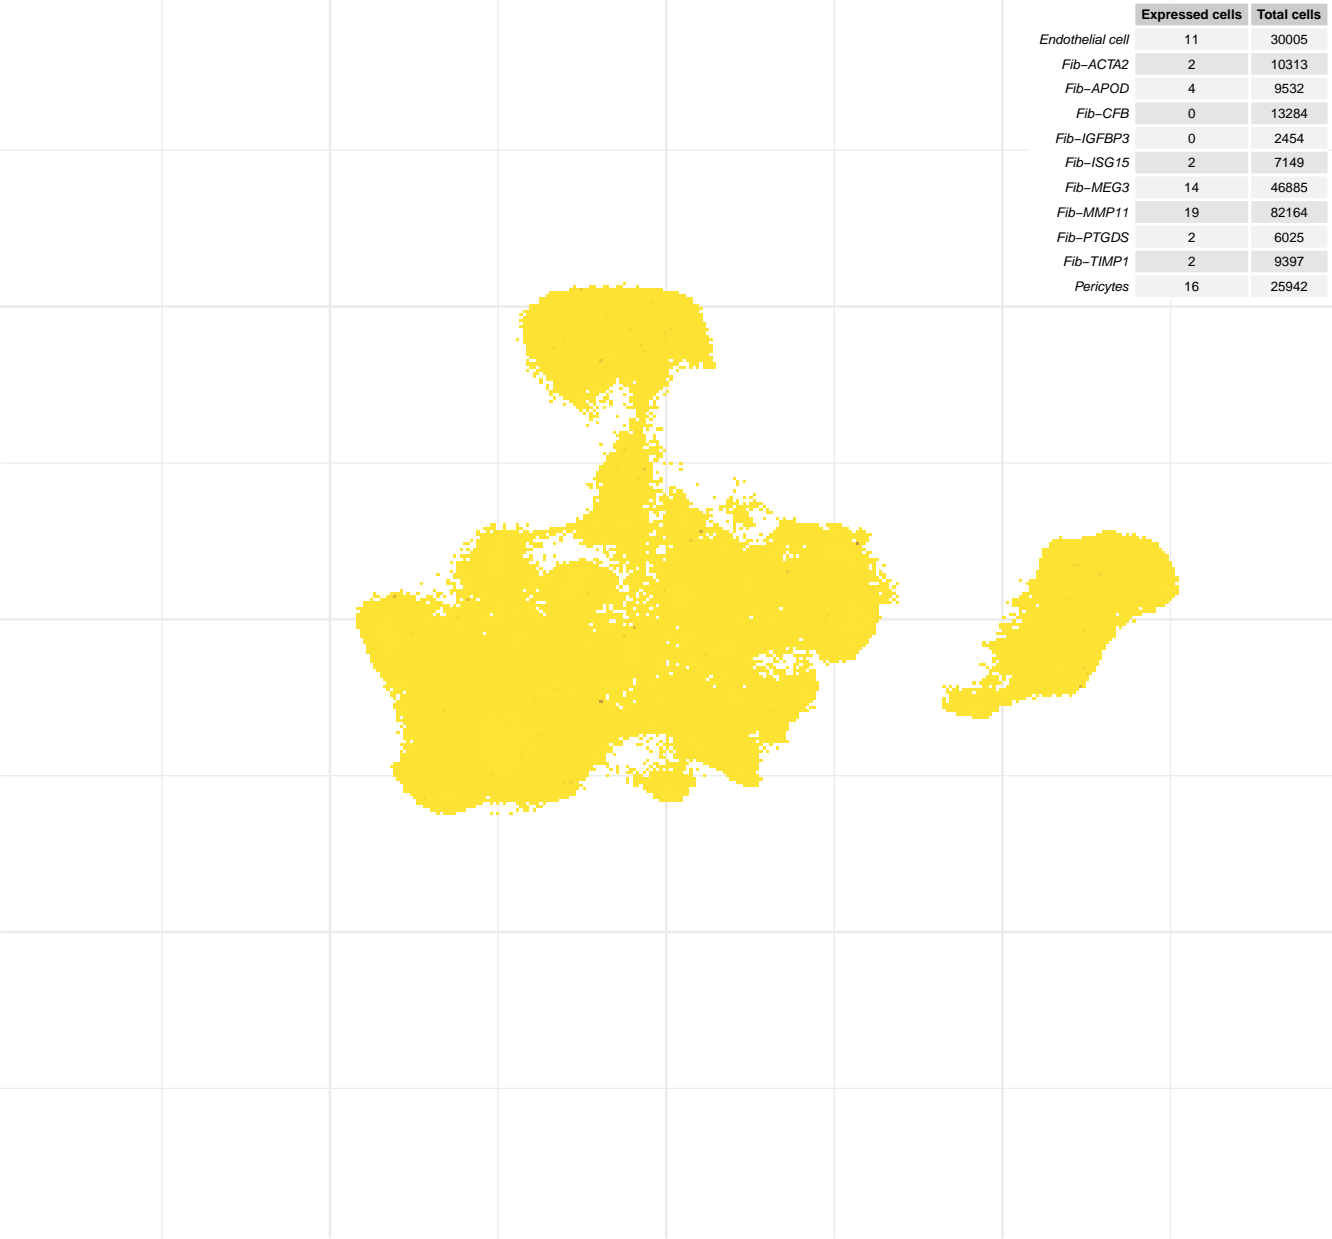 Expressed cells Total cells
Endothelial cell 11 30005
Fib−ACTA2 2 10313
Fib−APOD 4 9532
Fib−CFB 0 13284
Fib−IGFBP3 0 2454
Fib−ISG15 2 7149
Fib−MEG3 14 46885
Fib−MMP11 19 82164
Fib−PTGDS 2 6025
Fib−TIMP1 2 9397
Pericytes 16 25942